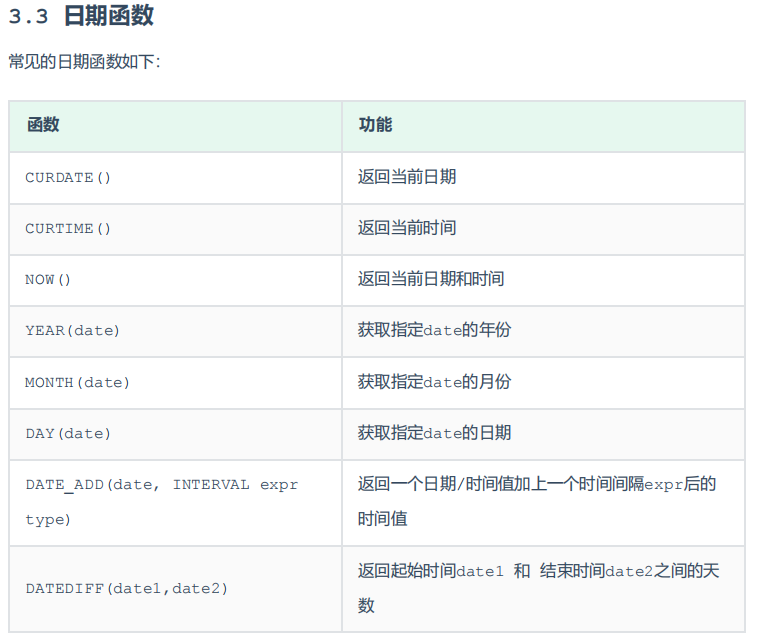 3.3 日期函数
常见的日期函数如下:
函数 功能
CURDATE() 返回当前日期
CURTIME() 返回当前时间
NOW() 返回当前日期和时间
YEAR(date) 获取指定date的年份
MONTH(date) 获取指定date的月份
DAY(date) 获取指定date的日期
DATE_ADD(date, INTERVAL expr
type)
返回一个日期/时间值加上一个时间间隔expr后的
时间值
DATEDIFF(date1,date2)
返回起始时间date1 和 结束时间date2之间的天
数